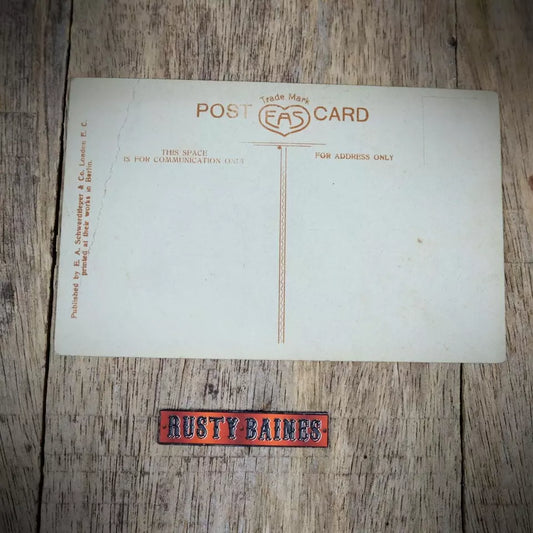 Trade Mark
POST EAS CARD
THIS SPACE
IS FOR COMMUNICATION ONLY
FOR ADDRESS ONLY
Published by E. A. Schwerdtfeger & Co. London E. C.
printed at their works in Berlin.
RUSTY·BAINES